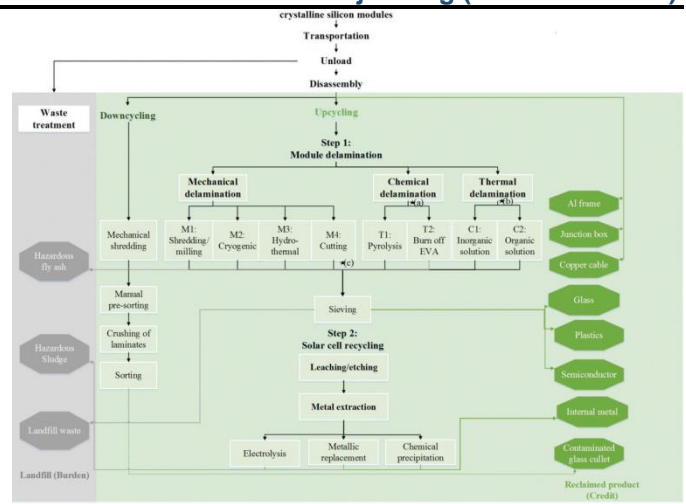 crystalline silicon modules
Transportation
Unload
Disassembly
Waste
treatment
Downcycling
Upcycling
Step 1:
Module delamination
Mechanical
delamination
Chemical
delamination
(a)
Thermal
delamination
(b)
Mechanical
shredding
M1:
Shredding/
milling
M2:
Cryogenic
M3:
Hydro-
thermal
M4:
Cutting
T1:
Pyrolysis
T2:
Burn off
EVA
C1:
Inorganic
solution
C2:
Organic
solution
(c)
Al frame
Junction box
Copper cable
Hazardous
fly ash
Manual
pre-sorting
Sieving
Glass
Crushing of
laminates
Step 2:
Solar cell recycling
Plastics
Hazardous
Sludge
Sorting
Leaching/etching
Semiconductor
Metal extraction
Internal metal
Landfill waste
Electrolysis
Metallic
replacement
Chemical
precipitation
Contaminated
glass cullet
Landfill (Burden)
Reclaimed product
(Credit)